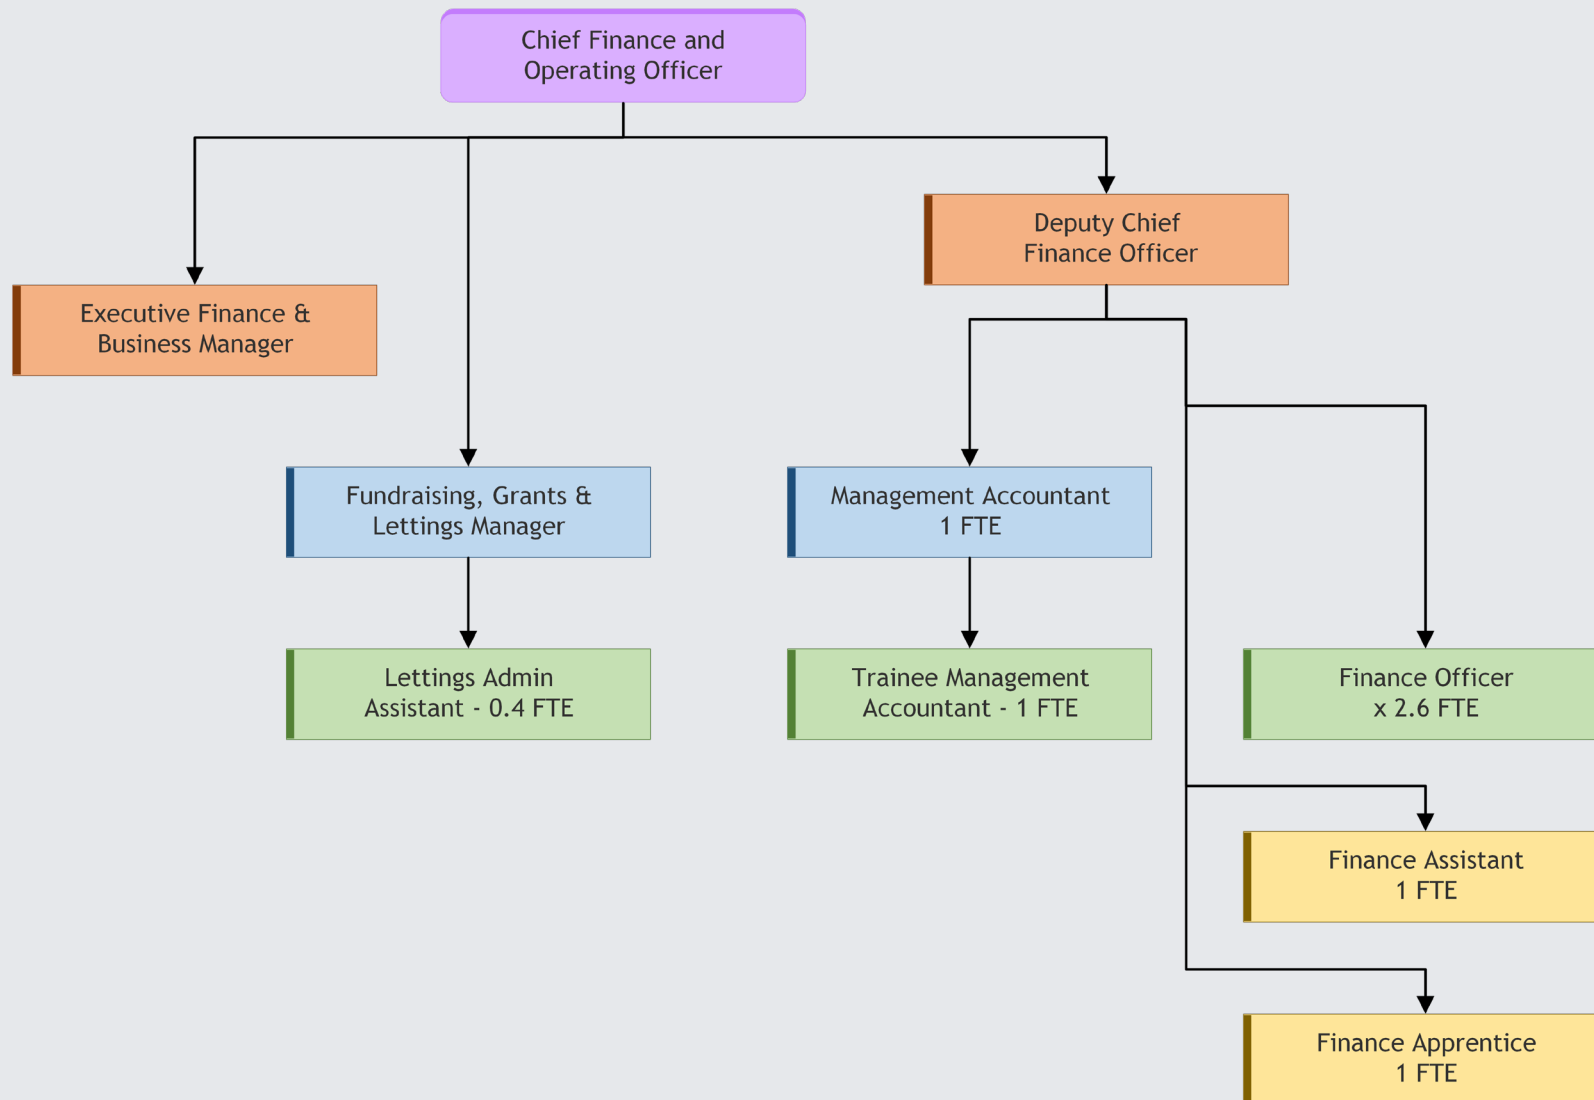 Chief Finance and
Operating Officer
Deputy Chief
Finance Officer
Executive Finance &
Business Manager
Fundraising, Grants &
Lettings Manager
Management Accountant
1 FTE
Lettings Admin
Assistant - 0.4 FTE
Trainee Management
Accountant - 1 FTE
Finance Officer
x 2.6 FTE
Finance Assistant
1 FTE
Finance Apprentice
1 FTE